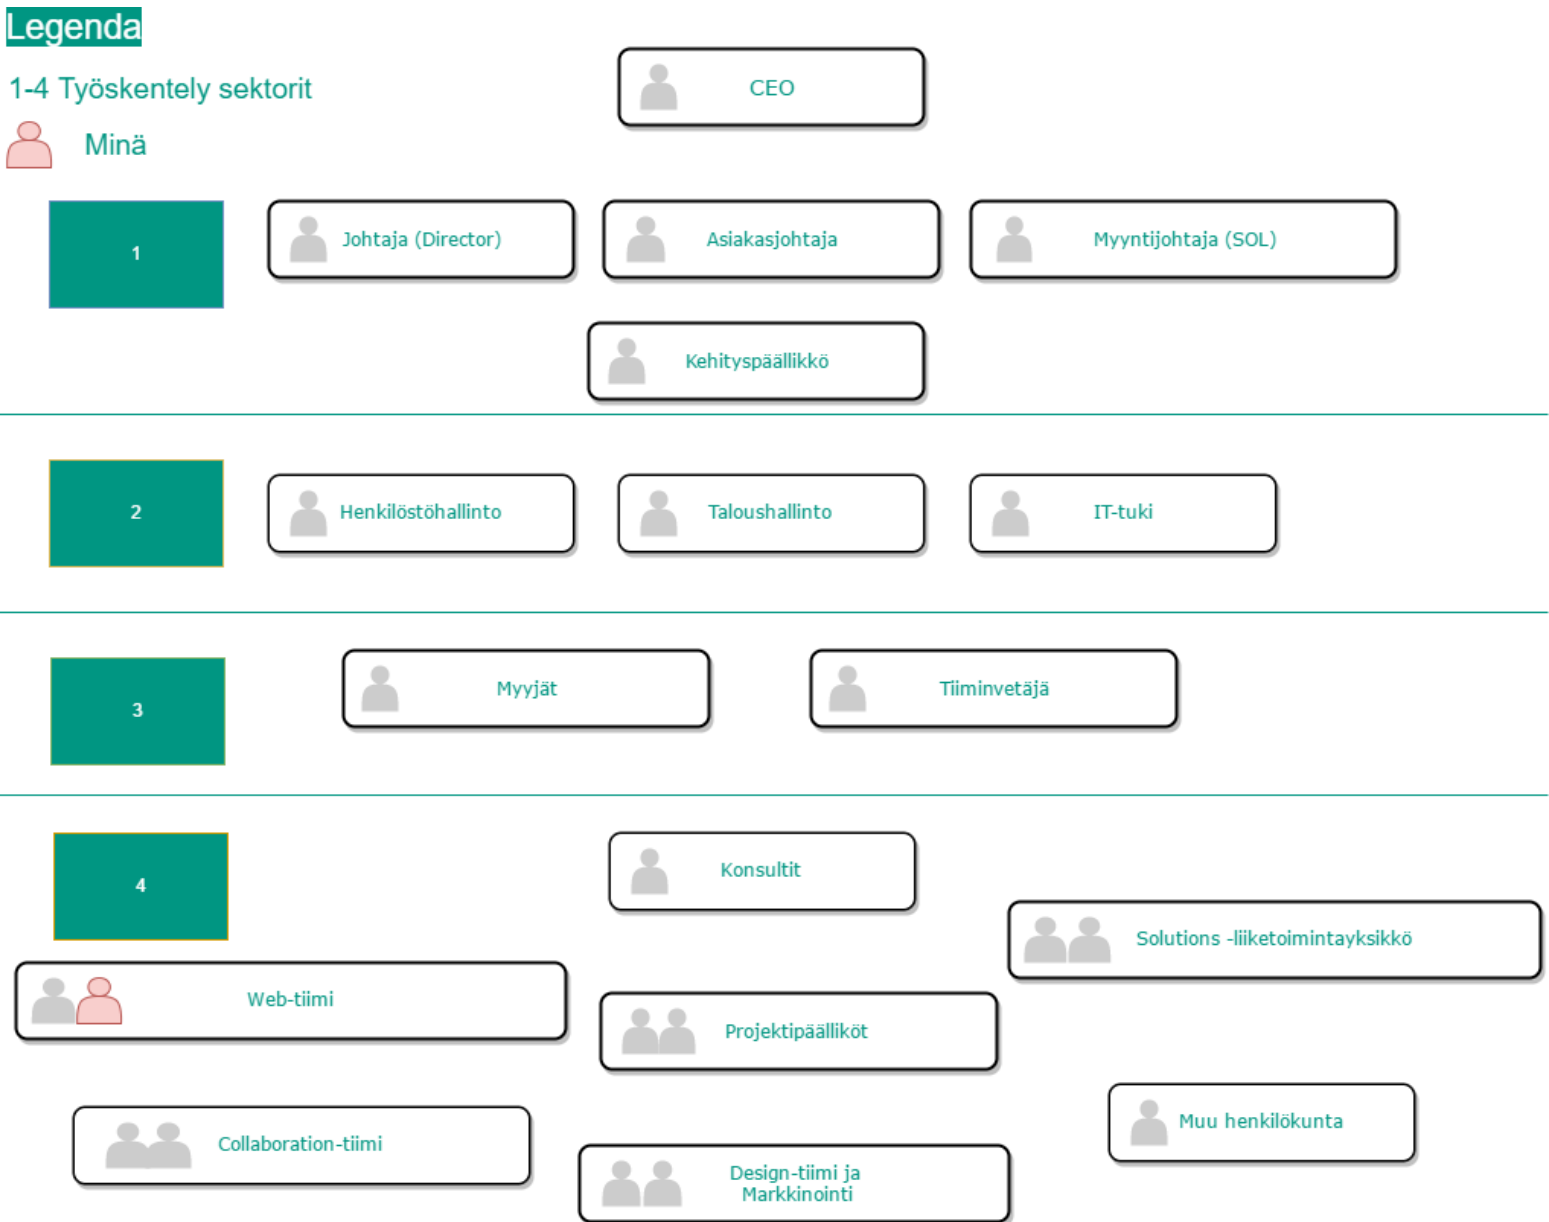 Legenda
1-4 Työskentely sektorit
Minä
CEO
1
Johtaja (Director)
Asiakasjohtaja
Myyntijohtaja (SOL)
Kehityspäällikkö
2
Henkilöstöhallinto
Taloushallinto
IT-tuki
3
Myyjät
Tiiminvetäjä
4
Konsultit
Solutions -liiketoimintayksikkö
Web-tiimi
Projektipäälliköt
Muu henkilökunta
Collaboration-tiimi
Design-tiimi ja
Markkinointi